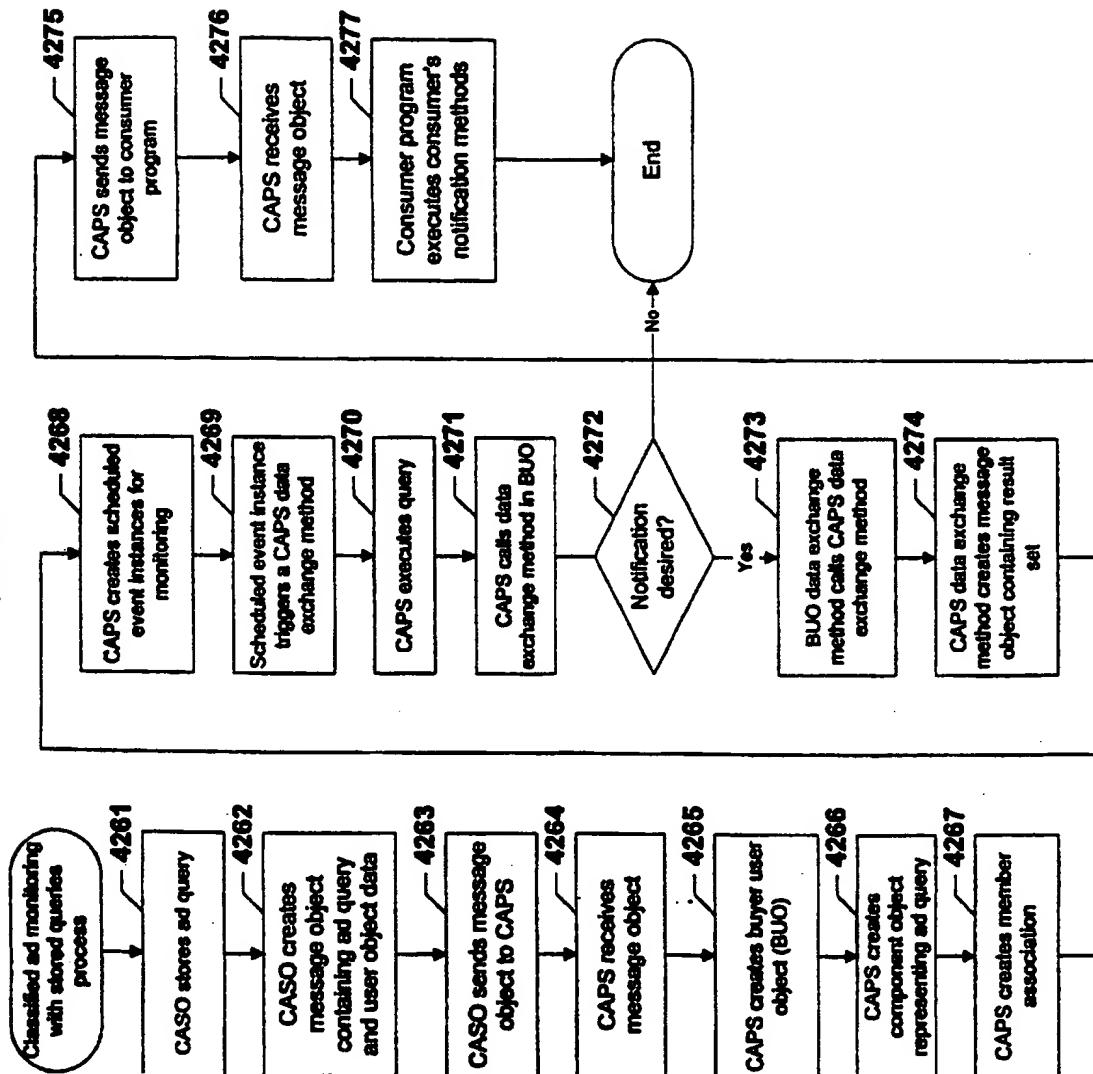 Classified ad monitoring
with stored queries
process
4261
CASO stores ad query
4262
CASO creates
message object
containing ad query
and user object data
4263
CASO sends message
object to CAPS
4264
CAPS receives
message object
4265
CAPS creates buyer user
object (BUO)
4266
CAPS creates
component object
representing ad query
4267
CAPS creates member
association
4268
CAPS creates scheduled
event instances for
monitoring
4269
Scheduled event instance
triggers a CAPS data
exchange method
4270
CAPS executes query
4271
CAPS calls data
exchange method in BUO
4272
Notification
desired?
No
Yes
4273
BUO data exchange
method calls CAPS data
exchange method
4274
CAPS data exchange
method creates message
object containing result
set
4275
CAPS sends message
object to consumer
program
4276
CAPS receives
message object
4277
Consumer program
executes consumer's
notification methods
End